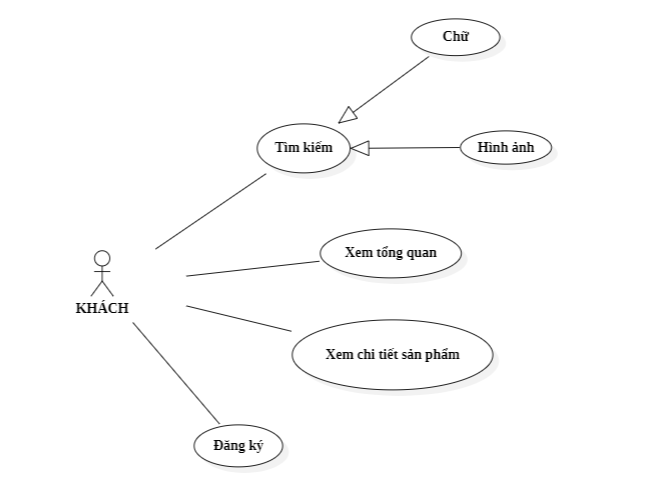 Chữ
Tìm kiếm
Hình ảnh
Xem tổng quan
KHÁCH
Xem chi tiết sản phẩm
Đăng ký